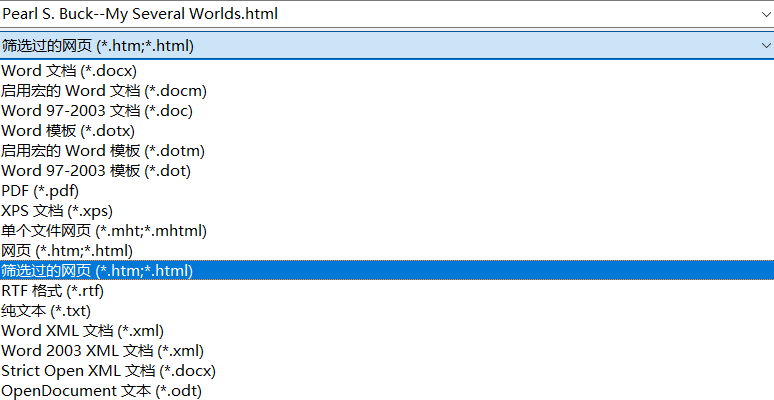 Pearl S. Buck--My Several Worlds.html
筛选过的网页 (*.htm;*.html)
Word 文档 (*.docx)
启用宏的 Word 文档 (*.docm)
Word 97-2003 文档 (*.doc)
Word 模板 (*.dotx)
启用宏的 Word 模板 (*.dotm)
Word 97-2003 模板 (*.dot)
PDF (*.pdf)
XPS 文档 (*.xps)
单个文件网页 (*.mht;*.mhtml)
网页 (*.htm;*.html)
筛选过的网页 (*.htm;*.html)
RTF 格式 (*.rtf)
纯文本 (*.txt)
Word XML 文档 (*.xml)
Word 2003 XML 文档 (*.xml)
Strict Open XML 文档 (*.docx)
OpenDocument 文本 (*.odt)